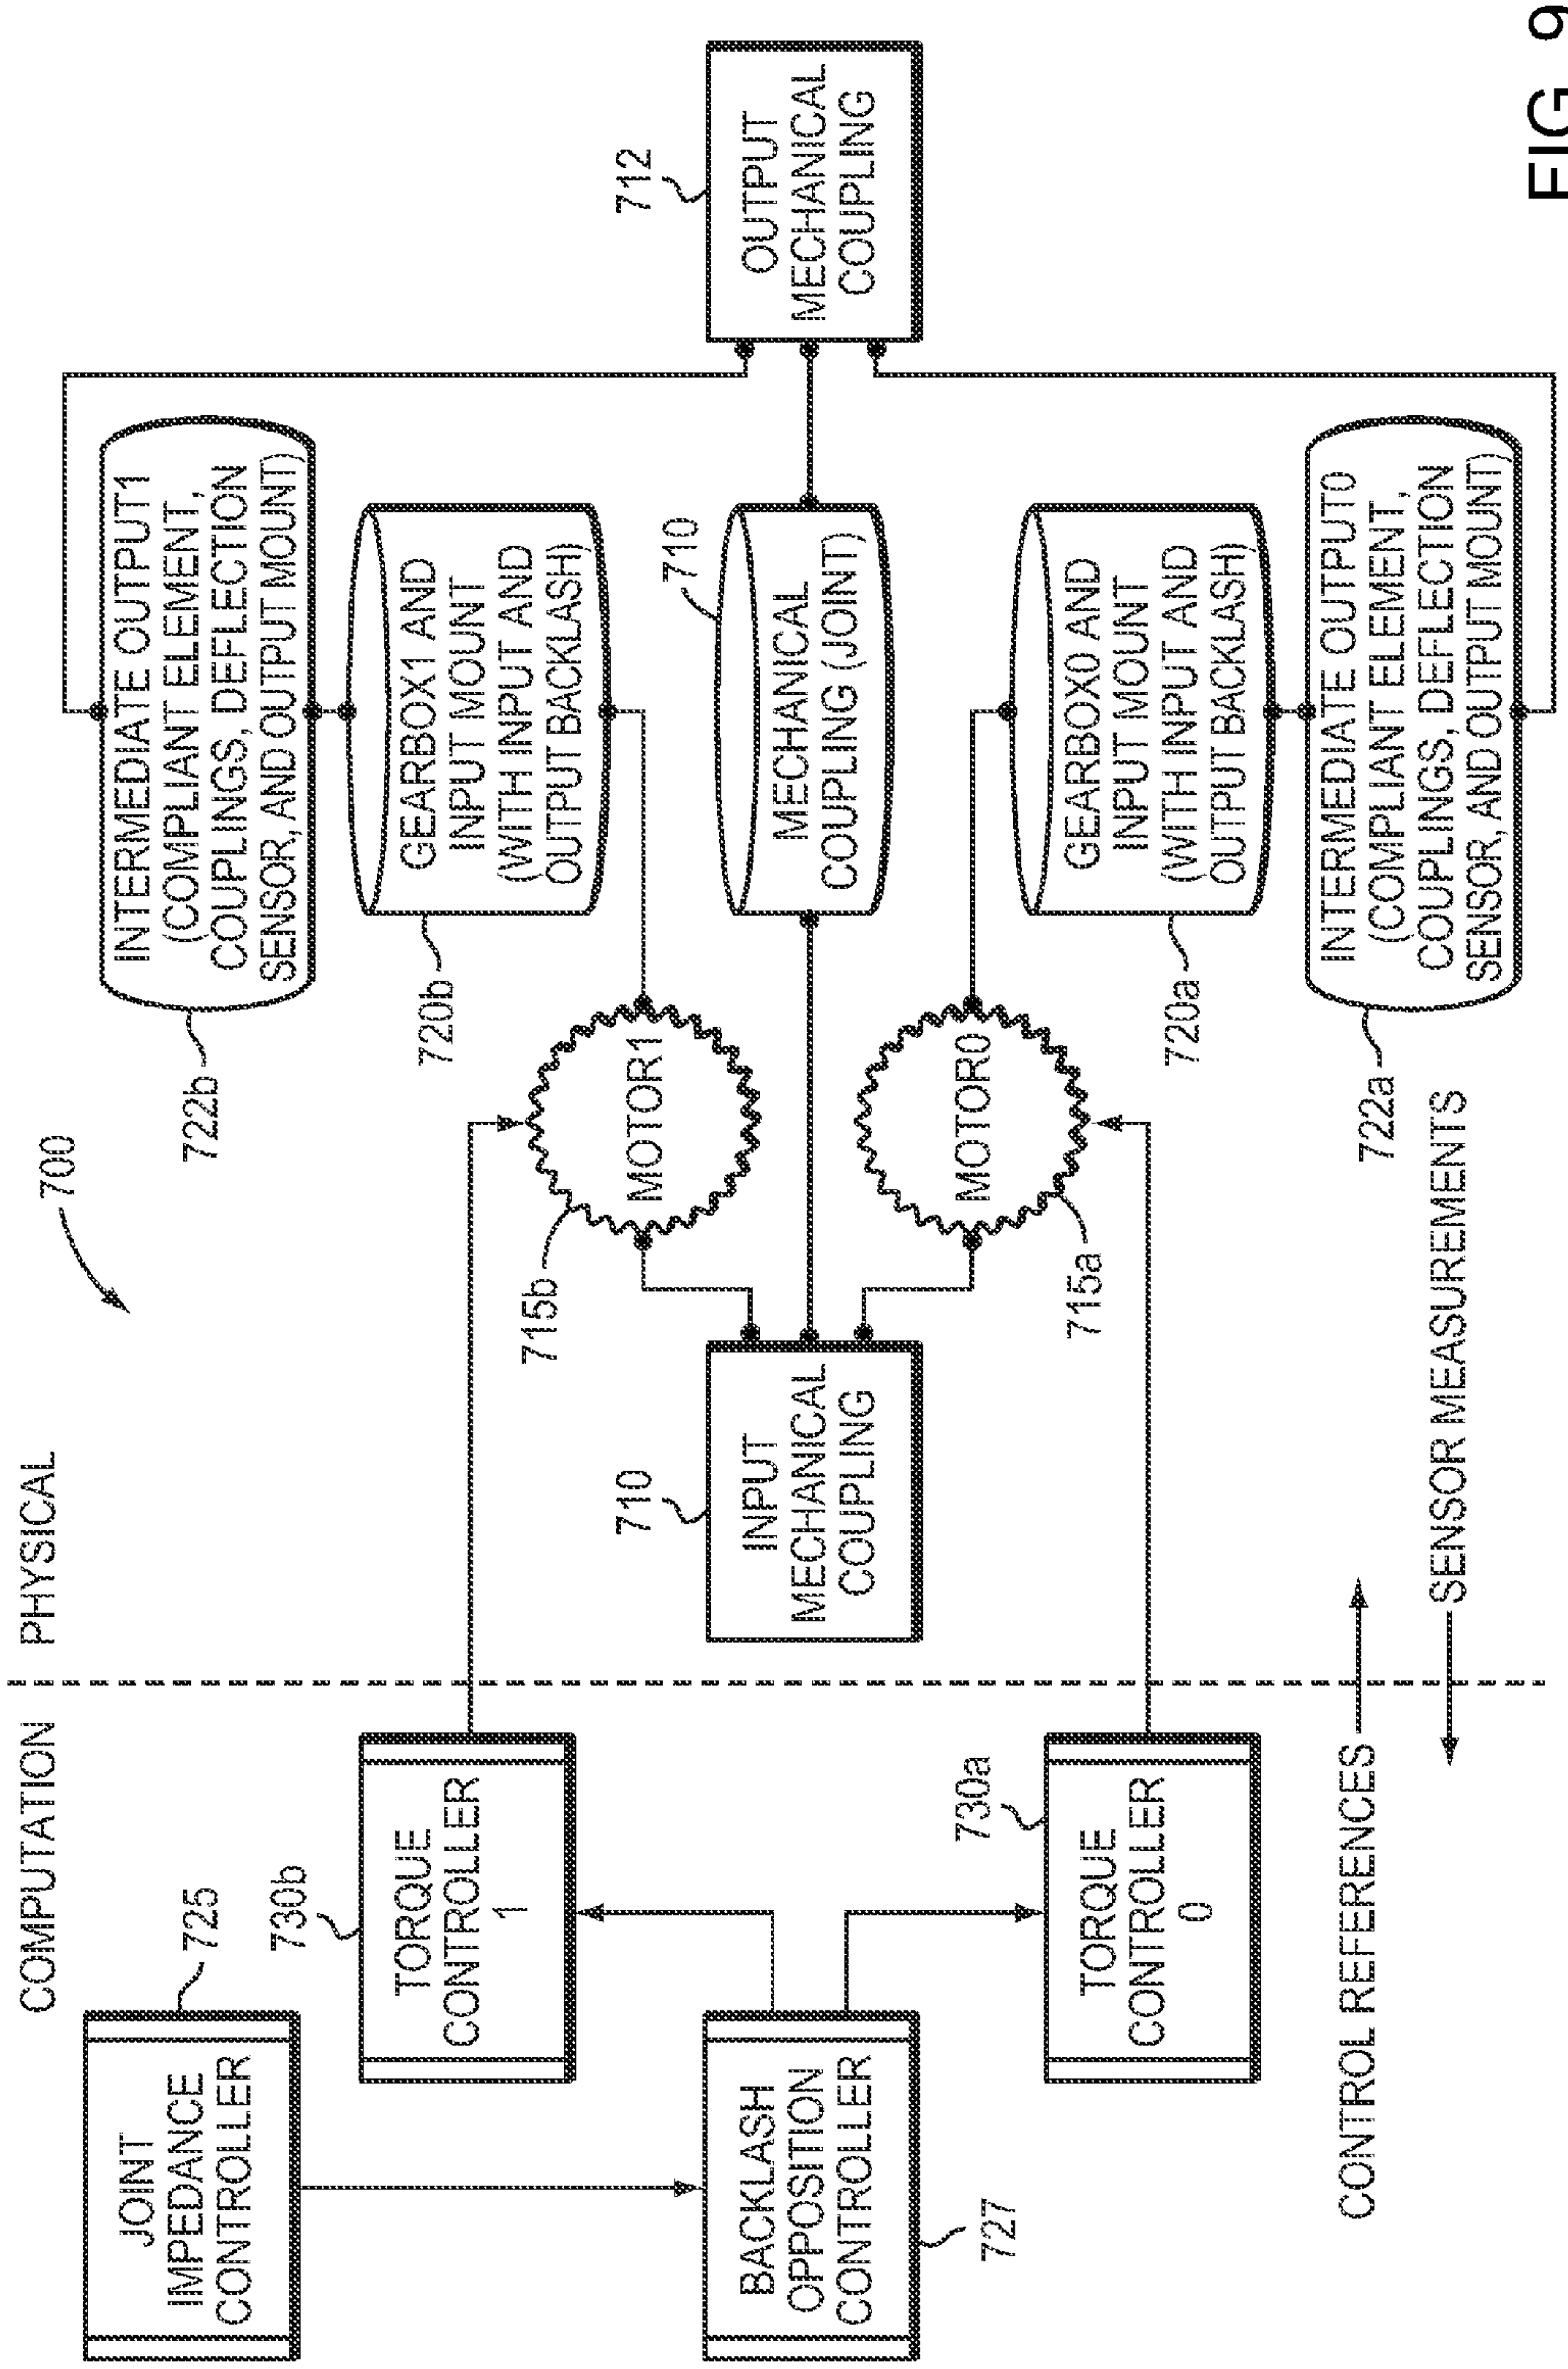 COMPUTATION
PHYSICAL
700
JOINT
IMPEDANCE
CONTROLLER
725
730b
TORQUE
CONTROLLER
1
BACKLASH
OPPOSITION
CONTROLLER
727
730a
TORQUE
CONTROLLER
0
CONTROL REFERENCES
SENSOR MEASUREMENTS
710
INPUT
MECHANICAL
COUPLING
715b
MOTOR1
715a
MOTOR0
722b
INTERMEDIATE OUTPUT1
(COMPLIANT ELEMENT,
COUPLINGS, DEFLECTION
SENSOR, AND OUTPUT MOUNT)
720b
GEARBOX1 AND
INPUT MOUNT
(WITH INPUT AND
OUTPUT BACKLASH)
710
MECHANICAL
COUPLING (JOINT)
720a
GEARBOX0 AND
INPUT MOUNT
(WITH INPUT AND
OUTPUT BACKLASH)
722a
INTERMEDIATE OUTPUT0
(COMPLIANT ELEMENT,
COUPLINGS, DEFLECTION
SENSOR, AND OUTPUT MOUNT)
712
OUTPUT
MECHANICAL
COUPLING
FIG. 9